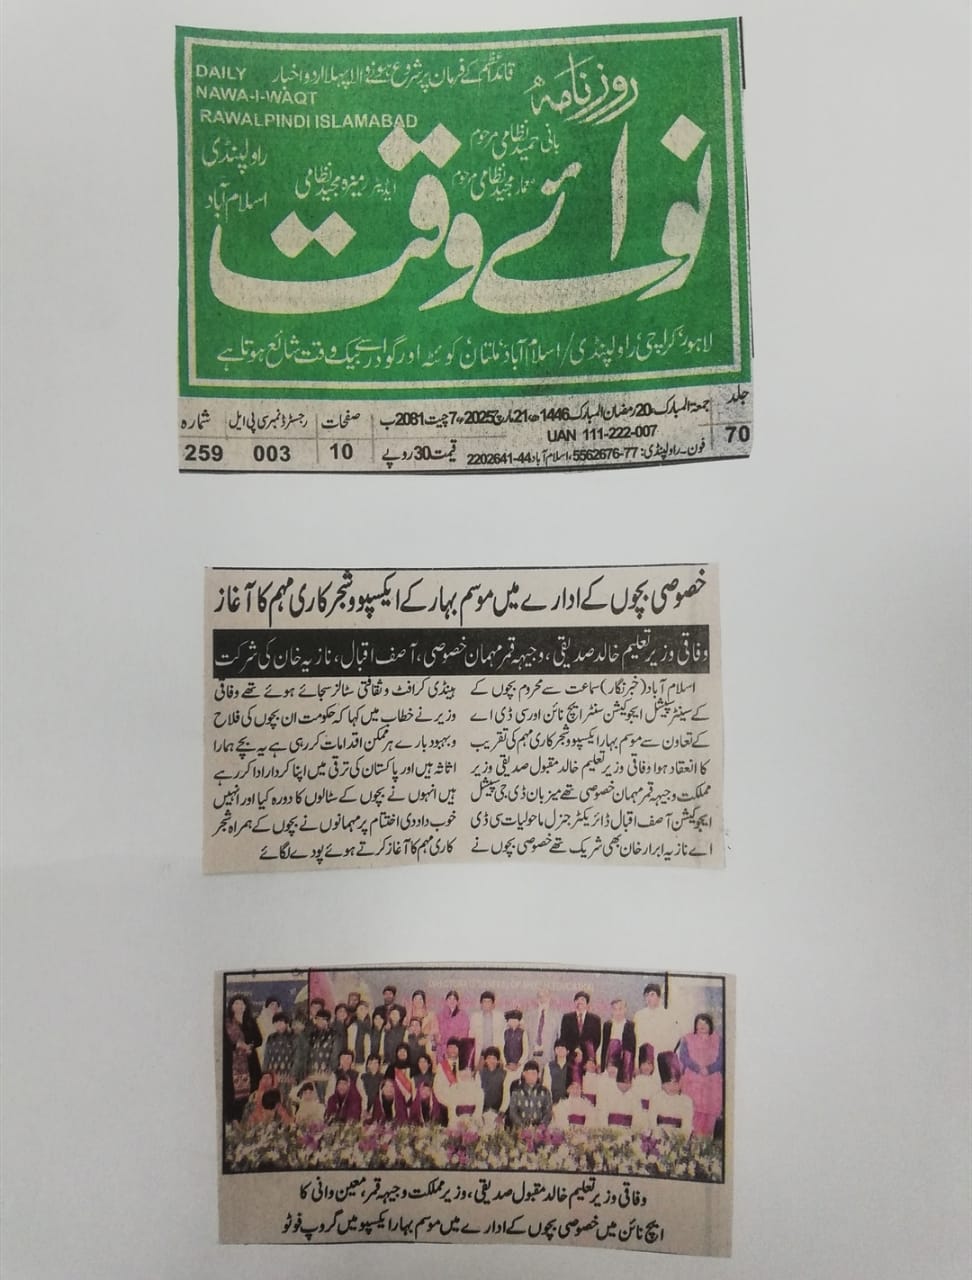 DAILY
NAWA-I-WAQT
RAWALPINDI ISLAMABAD
قائداعظمؒ کے فرمان پر شروع ہونے والا پہلا اردو اخبار
روزنامہ
راولپنڈی
اسلام آباد
بانی حمید نظامی مرحوم
معمار مجید نظامی مرحوم
ایڈیٹر رمیزہ مجید نظامی
نوائے وقت
لاہور، کراچی، راولپنڈی/اسلام آباد، ملتان، کوئٹہ اور گوادر سے بیک وقت شائع ہوتا ہے
جلد
70
جمعۃ المبارک، 20 رمضان المبارک 1446ھ، 21 مارچ 2025ء، 7 چیت 2081ب
UAN 111-222-007
فون۔ راولپنڈی: 77-5562676، اسلام آباد 44-2202641
قیمت 30 روپے
صفحات
10
رجسٹرڈ نمبر سی پی ایل
003
شمارہ
259
خصوصی بچوں کے ادارے میں موسم بہار کے ایکسپو و شجرکاری مہم کا آغاز
وفاقی وزیر تعلیم خالد صدیقی، وجیہہ قمر مہمان خصوصی، آصف اقبال، نازیہ خان کی شرکت
اسلام آباد (خبرنگار) سماعت سے محروم بچوں کے
کے سینٹر سپیشل ایجوکیشن سنٹر ایچ نائن اور سی ڈی اے
کے تعاون سے موسم بہار ایکسپو و شجرکاری مہم کی تقریب
کا انعقاد ہوا وفاقی وزیر تعلیم خالد مقبول صدیقی وزیر
مملکت وجیہہ قمر مہمان خصوصی تھے میزبان ڈی جی سپیشل
ایجوکیشن آصف اقبال ڈائریکٹر جنرل ماحولیات سی ڈی
اے نازیہ ابرار خان بھی شریک تھے خصوصی بچوں نے
ہینڈی کرافٹ و ثقافتی سٹالز سجائے ہوئے تھے وفاقی
وزیر نے خطاب میں کہا کہ حکومت ان بچوں کی فلاح
و بہبود بارے ہر ممکن اقدامات کر رہی ہے یہ بچے ہمارا
اثاثہ ہیں اور پاکستان کی ترقی میں اپنا کردار ادا کر رہے
ہیں انہوں نے بچوں کے سٹالوں کا دورہ کیا اور انہیں
خوب داد دی اختتام پر مہمانوں نے بچوں کے ہمراہ شجر
کاری مہم کا آغاز کرتے ہوئے پودے لگائے
DIRECTORATE GENERAL OF SPECIAL EDUCATION
وفاقی وزیر تعلیم خالد مقبول صدیقی، وزیر مملکت وجیہہ قمر، معین وانی کا
ایچ نائن میں خصوصی بچوں کے ادارے میں موسم بہار ایکسپو میں گروپ فوٹو